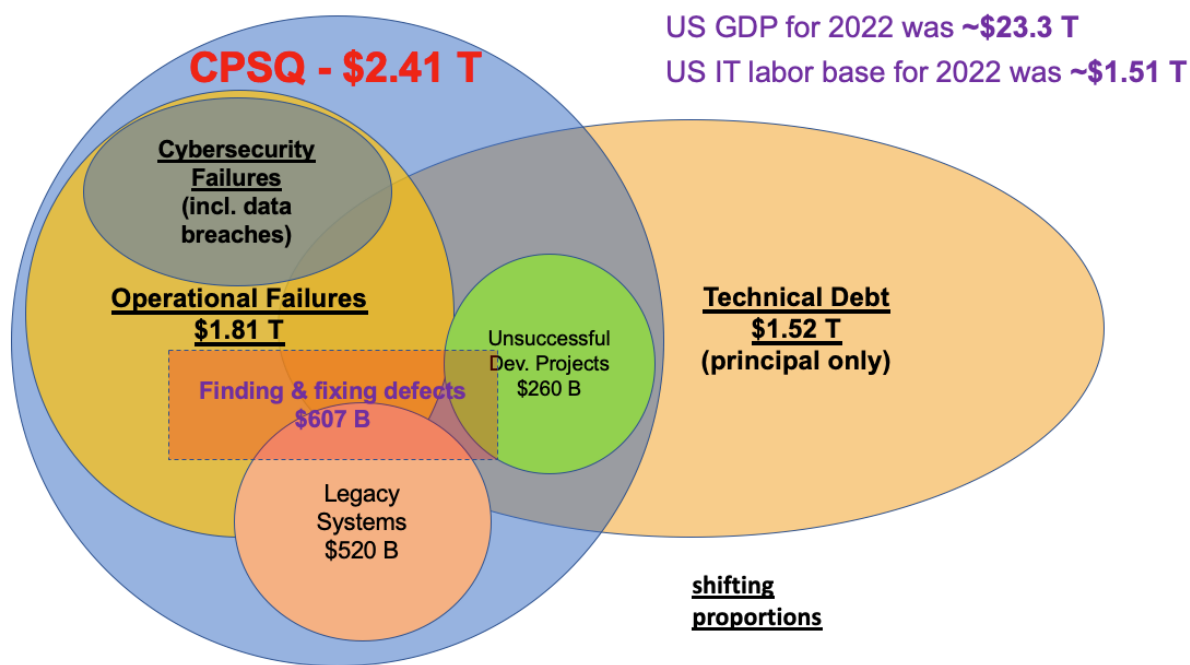 US GDP for 2022 was ~$23.3 T
CPSQ - $2.41 T
US IT labor base for 2022 was ~$1.51 T
Cybersecurity
Failures
(incl. data
breaches)
Operational Failures
$1.81 T
Technical Debt
$1.52 T
(principal only)
Unsuccessful
Dev. Projects
$260 B
Finding & fixing defects
$607 B
Legacy
Systems
$520 B
shifting
proportions